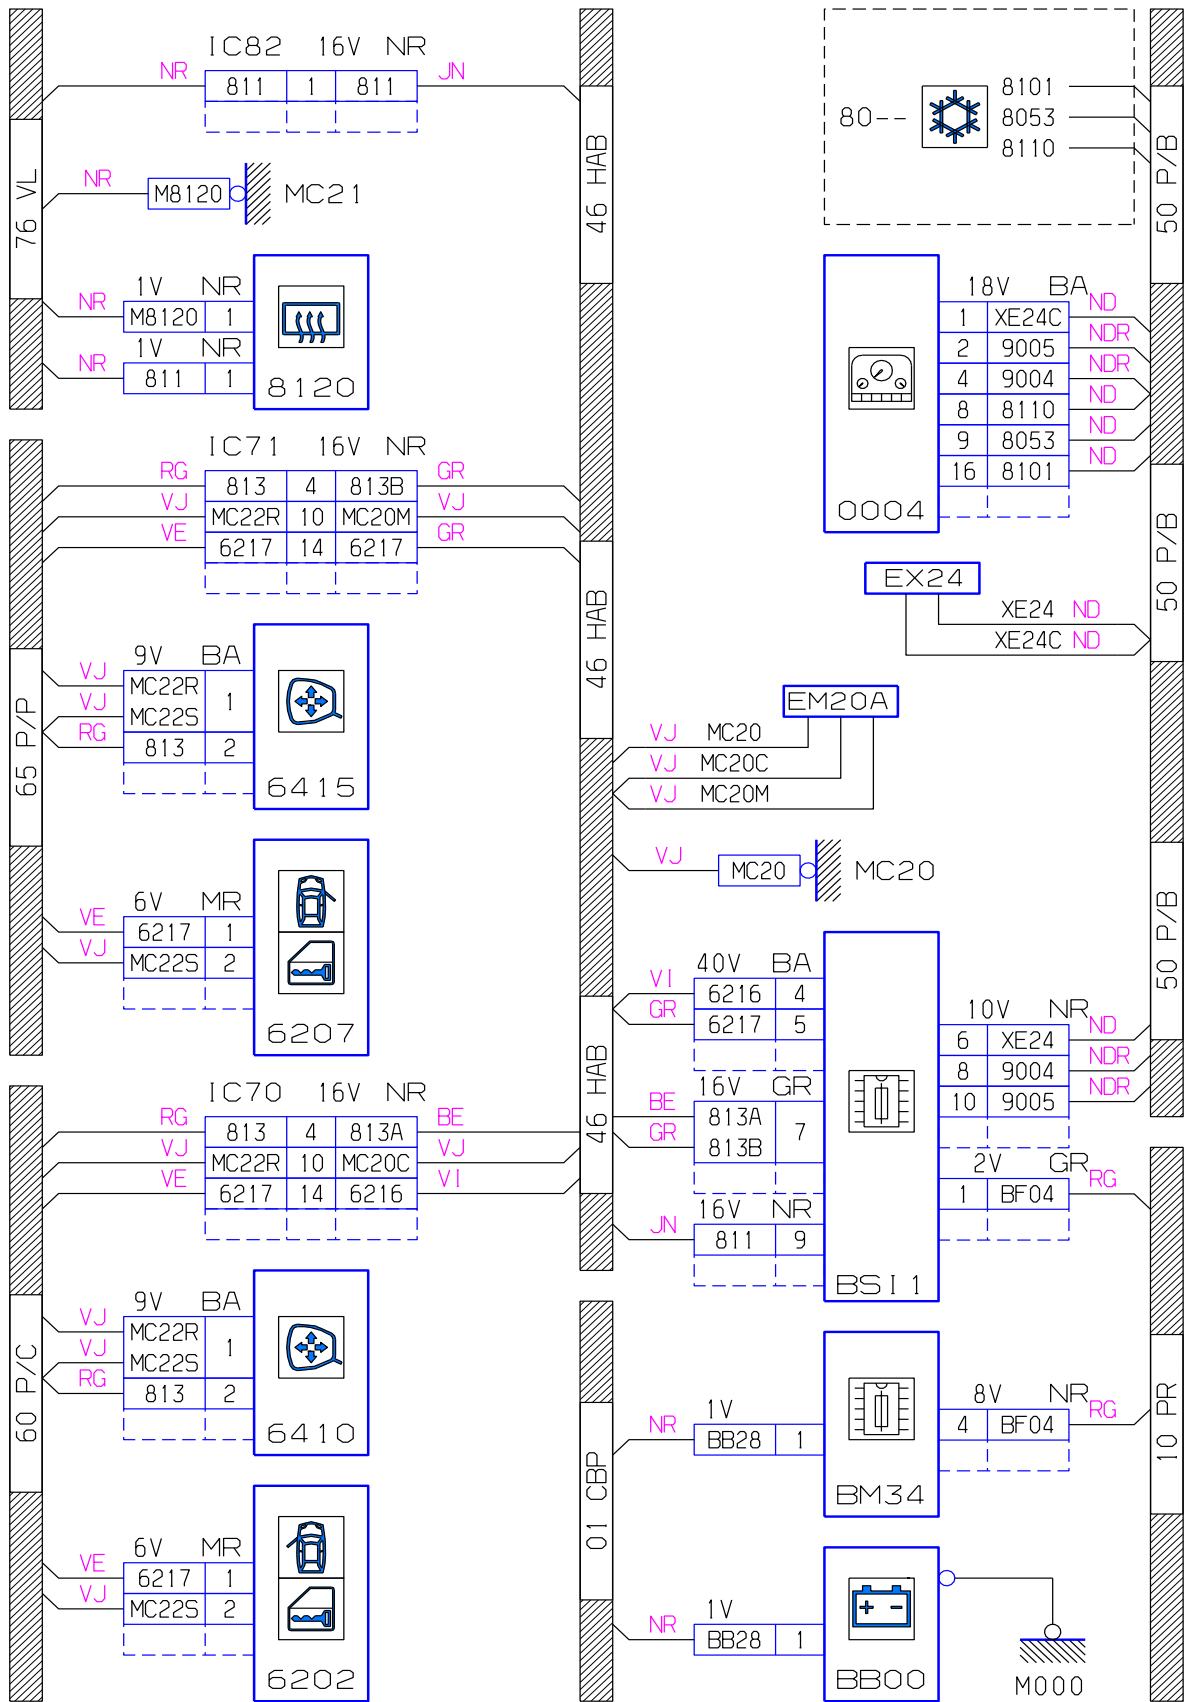 IC82 16V NR
NR 811 1 811 JN
76 VL
NR M8120 MC21
1V NR
NR M8120 1
1V NR
NR 811 1
8120
IC71 16V NR
RG 813 4 813B GR
VJ MC22R 10 MC20M VJ
VE 6217 14 6217 GR
65 P/P
9V BA
VJ MC22R 1
VJ MC22S
RG 813 2
6415
6V MR
VE 6217 1
VJ MC22S 2
6207
IC70 16V NR
RG 813 4 813A BE
VJ MC22R 10 MC20C VJ
VE 6217 14 6216 VI
60 P/C
9V BA
VJ MC22R 1
VJ MC22S
RG 813 2
6410
6V MR
VE 6217 1
VJ MC22S 2
6202
46 HAB
46 HAB
46 HAB
01 CBP
80-- 8101
8053
8110
50 P/B
18V BA
1 XE24C ND
2 9005 NDR
4 9004 NDR
8 8110 ND
9 8053 ND
16 8101 ND
0004
50 P/B
EX24
XE24 ND
XE24C ND
EM20A
VJ MC20
VJ MC20C
VJ MC20M
VJ MC20 MC20
50 P/B
40V BA
VI 6216 4
GR 6217 5
16V GR
BE 813A 7
GR 813B
16V NR
JN 811 9
10V NR
6 XE24 ND
8 9004 NDR
10 9005 NDR
2V GR
1 BF04 RG
BSI1
10 PR
1V
NR BB28 1
8V NR
4 BF04 RG
BM34
1V
NR BB28 1
+ -
BB00
M000